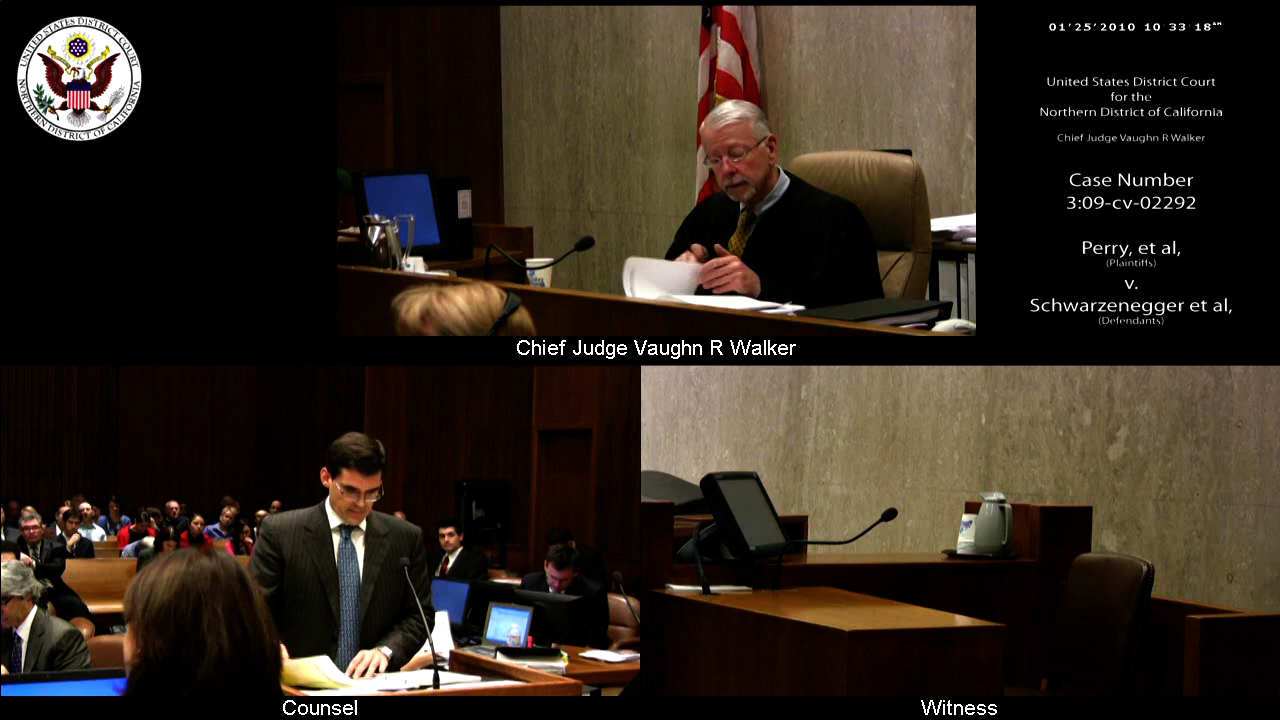 UNITED STATES DISTRICT COURT
NORTHERN DISTRICT OF CALIFORNIA
01'25'2010 10 33 18AM
United States District Court
for the
Northern District of California
Chief Judge Vaughn R Walker
Case Number
3:09-cv-02292
Perry, et al,
(Plaintiffs)
v.
Schwarzenegger et al,
(Defendants)
Chief Judge Vaughn R Walker
Counsel
Witness